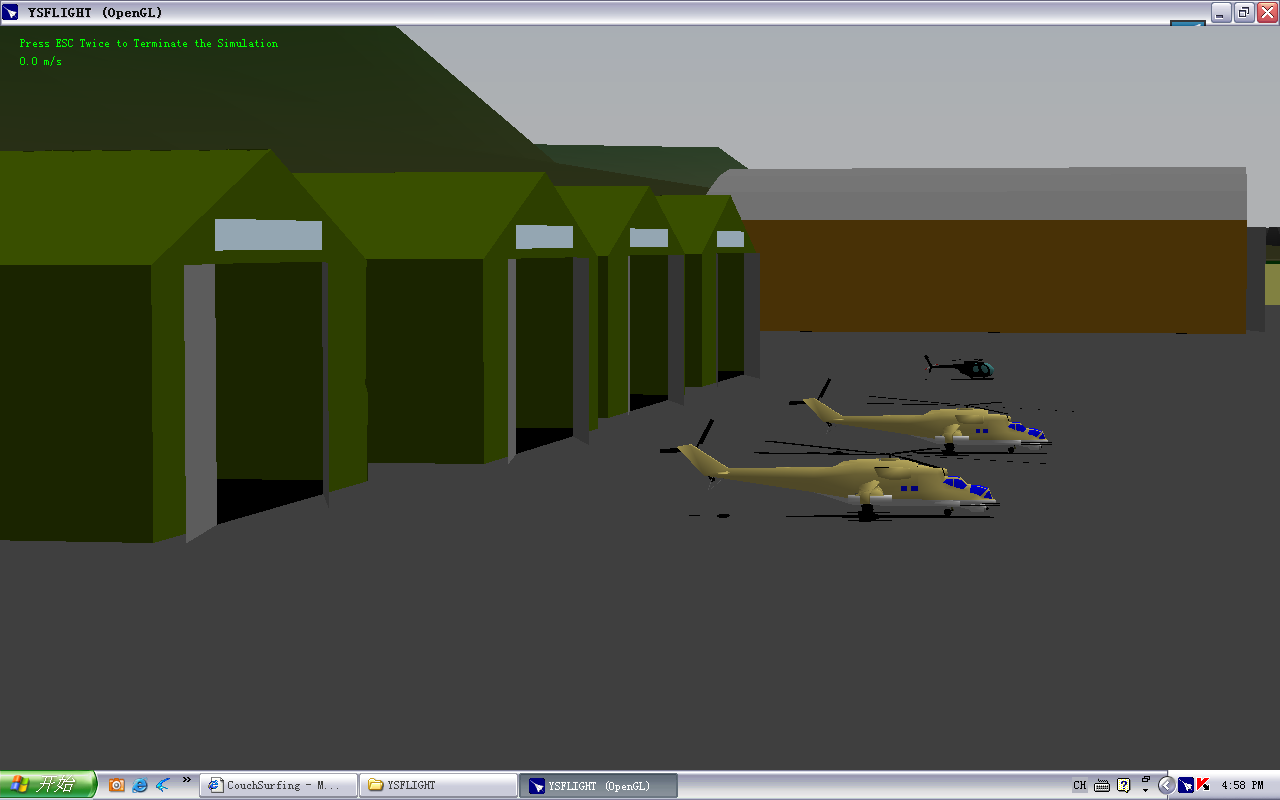 YSFLIGHT (OpenGL)
Press ESC Twice to Terminate the Simulation
0.0 m/s
开始
CouchSurfing - M...
YSFLIGHT
YSFLIGHT (OpenGL)
CH
4:58 PM